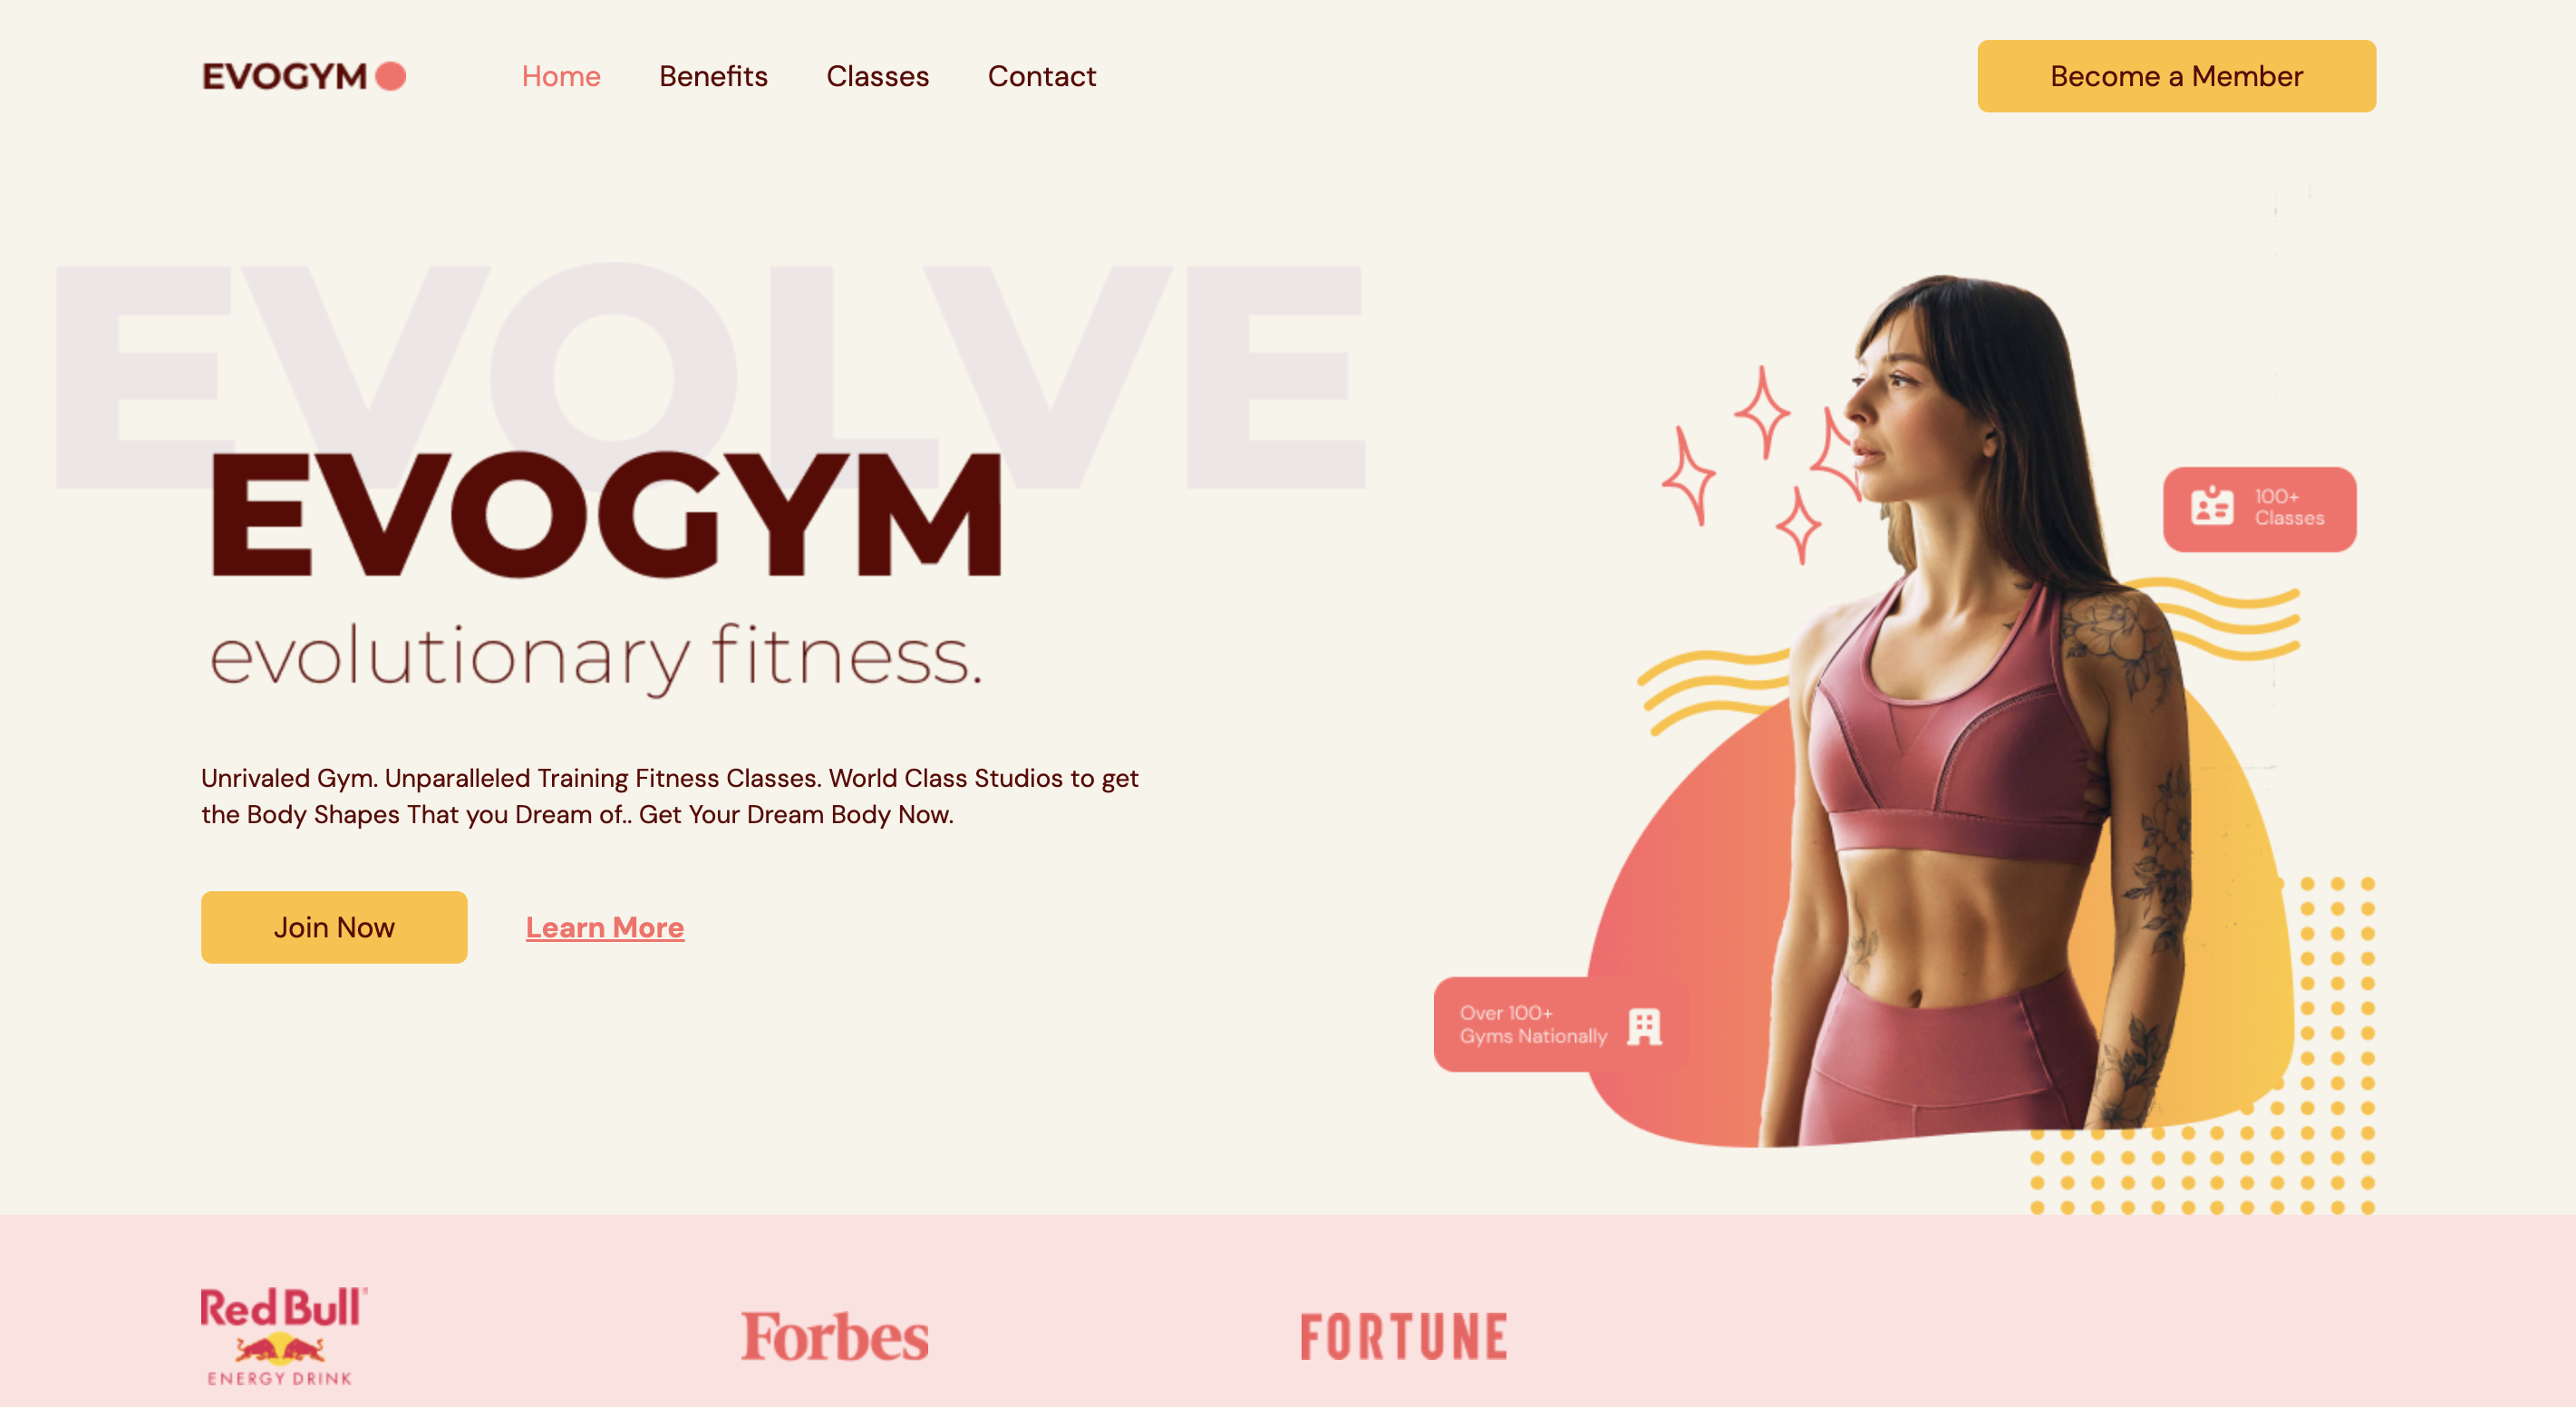 EVOGYM
Home
Benefits
Classes
Contact
Become a Member
EVOLVE
EVOGYM
evolutionary fitness.
Unrivaled Gym. Unparalleled Training Fitness Classes. World Class Studios to get
the Body Shapes That you Dream of.. Get Your Dream Body Now.
Join Now
Learn More
100+
Classes
Over 100+
Gyms Nationally
Red Bull
ENERGY DRINK
Forbes
FORTUNE